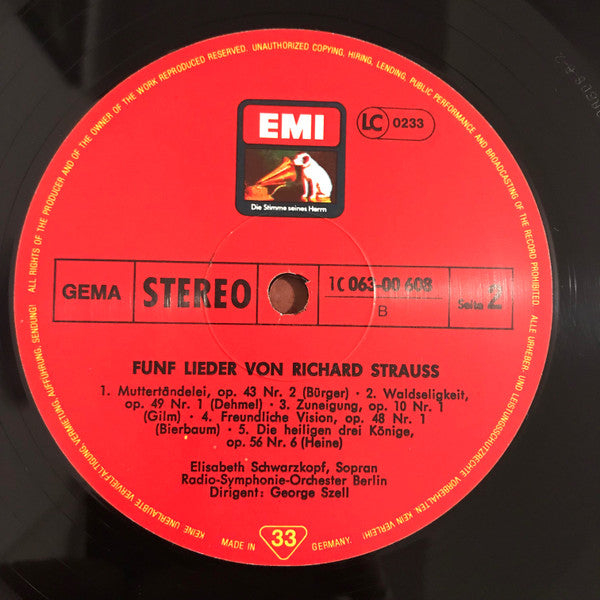 ALL RIGHTS OF THE PRODUCER AND OF THE OWNER OF THE WORK REPRODUCED RESERVED. UNAUTHORIZED COPYING, HIRING, LENDING, PUBLIC PERFORMANCE AND BROADCASTING OF THE RECORD PROHIBITED.
ALLE URHEBER- UND LEISTUNGSSCHUTZRECHTE VORBEHALTEN. KEIN VERLEIH! KEINE UNERLAUBTE VERVIELFÄLTIGUNG, VERMIETUNG, AUFFÜHRUNG, SENDUNG!
EMI
LC 0233
Die Stimme seines Herrn
GEMA STEREO 1C 063-00 608 Seite 2
B
FUNF LIEDER VON RICHARD STRAUSS
1. Muttertändelei, op. 43 Nr. 2 (Bürger) · 2. Waldseligkeit,
op. 49 Nr. 1 (Dehmel) · 3. Zuneigung, op. 10 Nr. 1
(Gilm) · 4. Freundliche Vision, op. 48 Nr. 1
(Bierbaum) · 5. Die heiligen drei Könige,
op. 56 Nr. 6 (Heine)
Elisabeth Schwarzkopf, Sopran
Radio-Symphonie-Orchester Berlin
Dirigent: George Szell
MADE IN 33 GERMANY.